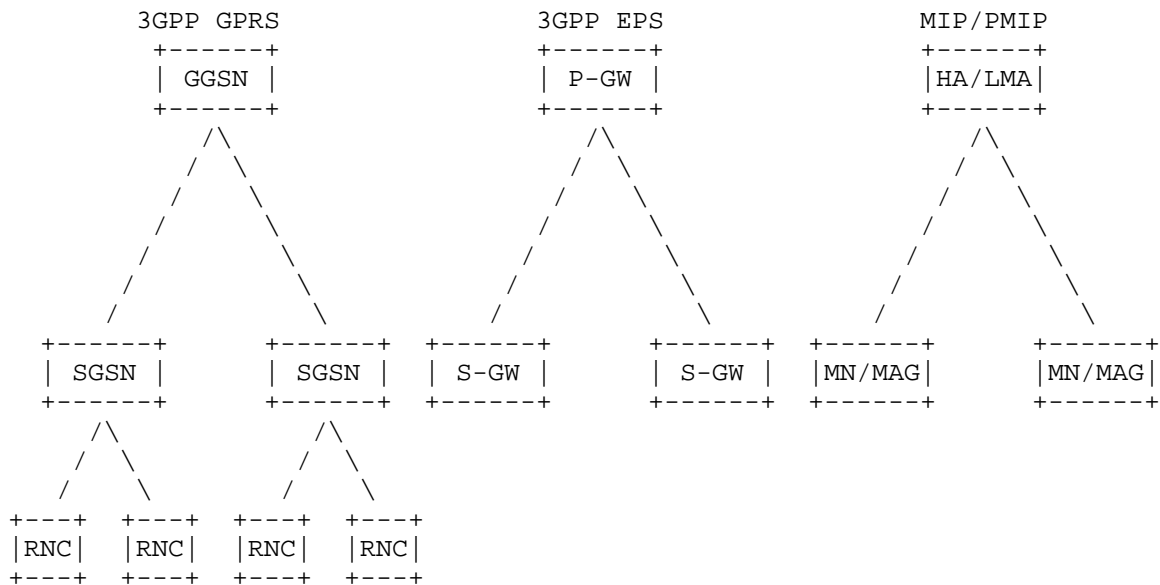 3GPP GPRS 3GPP EPS MIP/PMIP
GGSN P-GW HA/LMA
SGSN SGSN S-GW S-GW MN/MAG MN/MAG
RNC RNC RNC RNC